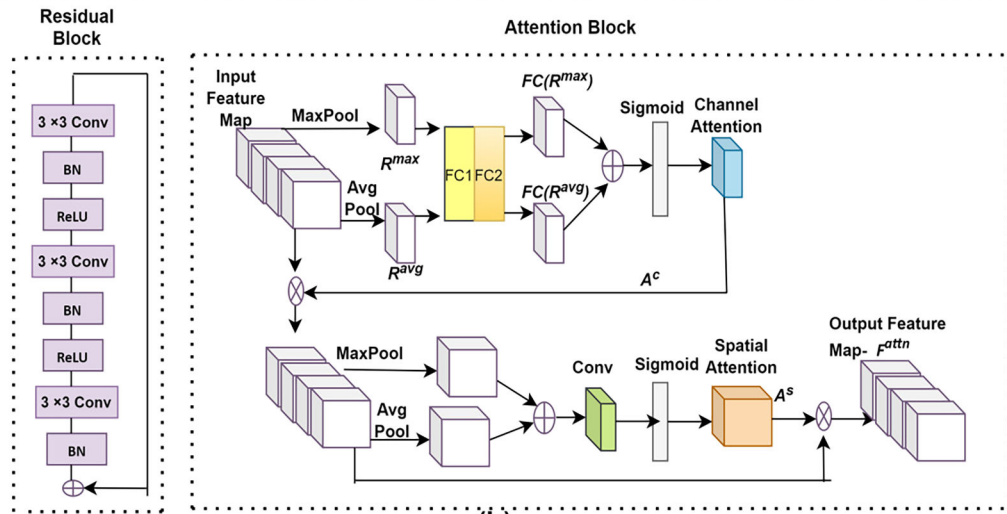 Residual
Block
3 ×3 Conv
BN
ReLU
3 ×3 Conv
BN
ReLU
3 ×3 Conv
BN
Attention Block
Input
Feature
Map
MaxPool
R^max
Avg
Pool
R^avg
FC1
FC2
FC(R^max)
FC(R^avg)
Sigmoid
Channel
Attention
A^c
MaxPool
Avg
Pool
Conv
Sigmoid
Spatial
Attention
A^s
Output Feature
Map- F^attn